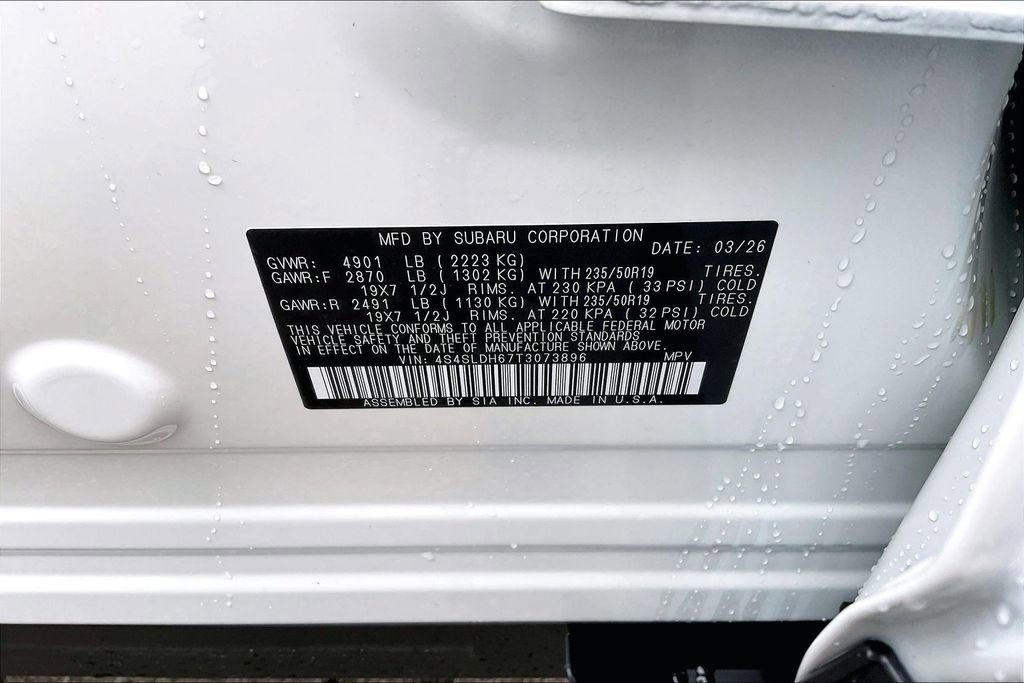 MFD BY SUBARU CORPORATION DATE: 03/26
GVWR: 4901 LB ( 2223 KG)
GAWR:F 2870 LB ( 1302 KG) WITH 235/50R19 TIRES.
19X7 1/2J RIMS. AT 230 KPA ( 33 PSI) COLD
GAWR:R 2491 LB ( 1130 KG) WITH 235/50R19 TIRES.
19X7 1/2J RIMS. AT 220 KPA ( 32 PSI) COLD
THIS VEHICLE CONFORMS TO ALL APPLICABLE FEDERAL MOTOR
VEHICLE SAFETY AND THEFT PREVENTION STANDARDS
IN EFFECT ON THE DATE OF MANUFACTURE SHOWN ABOVE.
VIN: 4S4SLDH67T3073896 MPV
ASSEMBLED BY SIA INC. MADE IN U.S.A.